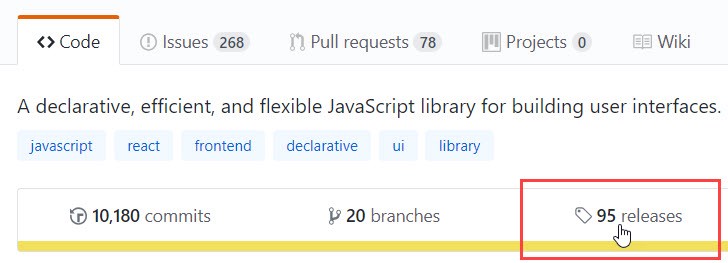 Code Issues 268 Pull requests 78 Projects 0 Wiki
A declarative, efficient, and flexible JavaScript library for building user interfaces.
javascript react frontend declarative ui library
10,180 commits 20 branches 95 releases